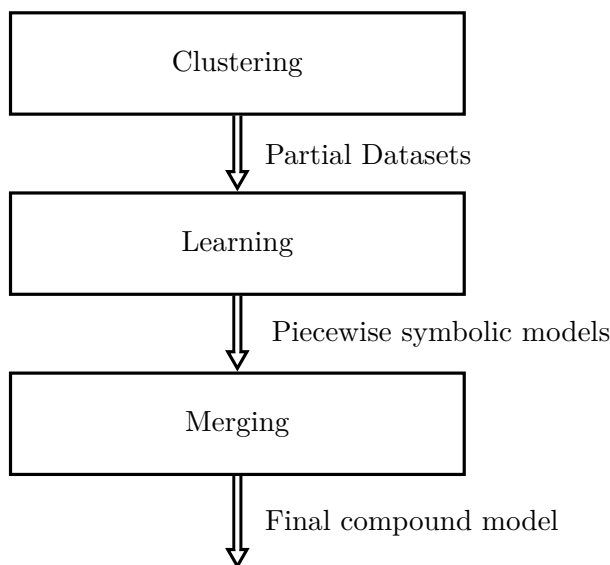 Clustering
Partial Datasets
Learning
Piecewise symbolic models
Merging
Final compound model